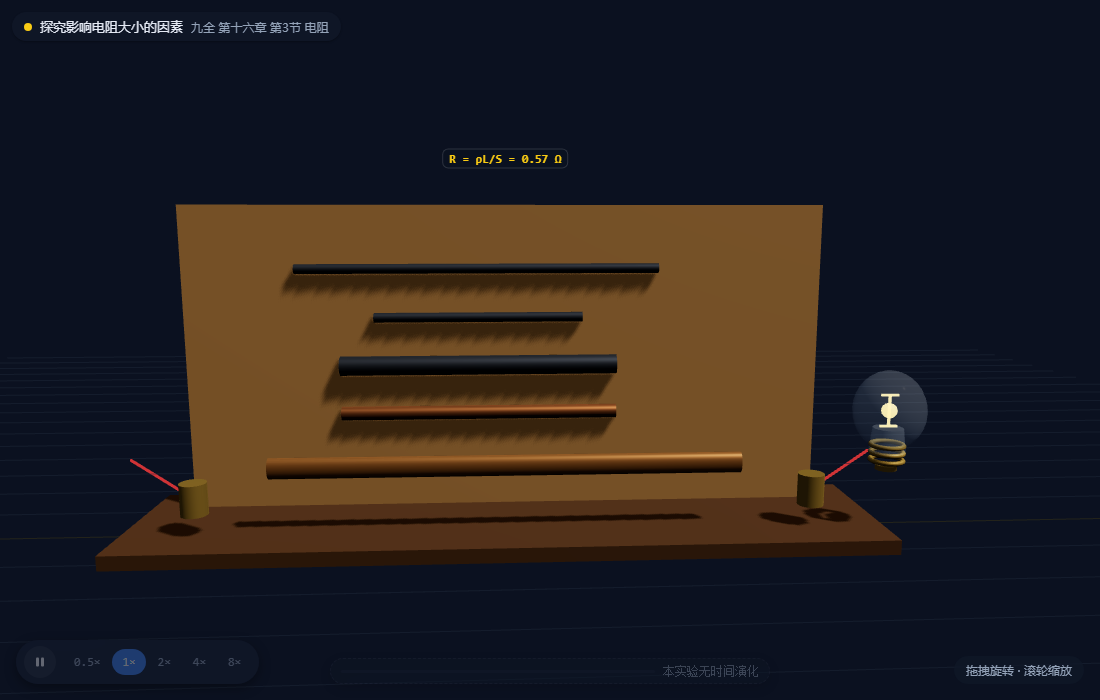 探究影响电阻大小的因素 九全 第十六章 第3节 电阻
R = ρL/S = 0.57 Ω
0.5× 1× 2× 4× 8×
本实验无时间演化
拖拽旋转 · 滚轮缩放